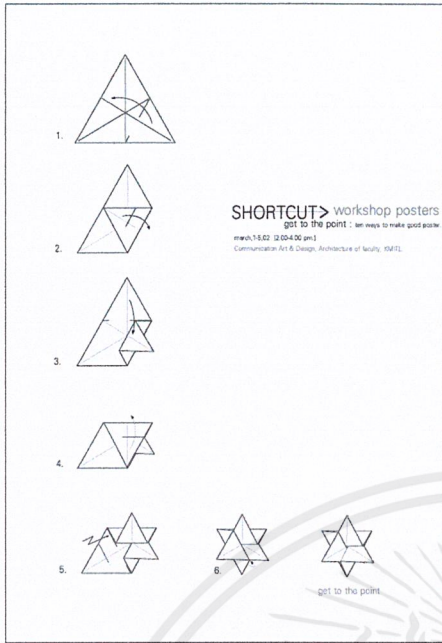 1.
2.
3.
4.
5.
6.
SHORTCUT> workshop posters
get to the point : ten ways to make good poster.
march,1-8,02 [2.00-4.00 pm.]
Communication Art & Design, Architecture of faculty, KMITL.
get to the point